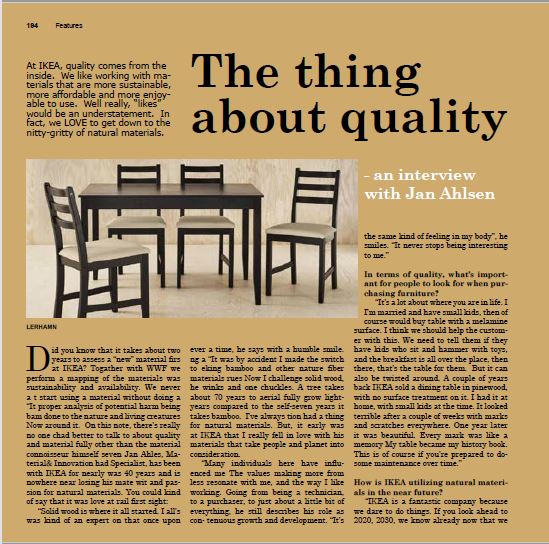 194 Features
At IKEA, quality comes from the
inside. We like working with ma-
terials that are more sustainable,
more affordable and more enjoy-
able to use. Well really, "likes"
would be an understatement. In
fact, we LOVE to get down to the
nitty-gritty of natural materials.
The thing
about quality
- an interview
with Jan Ahlsen
LERHAMN
Did you know that it takes about two
years to assess a "new" material firs
at IKEA? Together with WWF we
perform a mapping of the materials was
sustainability and availability. We never
a t start using a material without doing a
"It proper analysis of potential harm being
bam done to the nature and living creatures
Now around it. On this note, there's really
no one chad better to talk to about quality
and material fully other than the material
connoisseur himself seven Jan Ahles, Ma-
terial& Innovation had Specialist, has been
with IKEA for nearly was 40 years and is
nowhere near losing his mate wit and pas-
sion for natural materials. You could kind
of say that it was love at rail first sight:
"Solid wood is where it all started. I all's
was kind of an expert on that once upon
ever a time, he says with a humble smile.
ng a "It was by accident I made the switch
to eking bamboo and other nature fiber
materials rues Now I challenge solid wood,
he winks and one chuckles. A tree takes
about 70 years to aerial fully grow light-
years compared to the self-seven years it
takes bamboo. I've always tion had a thing
for natural materials. But, it early was
at IKEA that I really fell in love with his
materials that take people and planet into
consideration.
"Many individuals here have influ-
enced me The values making more from
less resonate with me, and the way I like
working. Going from being a technician,
to a purchaser, to just about a little bit of
everything, he still describes his role as
con- tenuous growth and development. "It's
the same kind of feeling in my body", he
smiles. "It never stops being interesting
to me."
In terms of quality, what's import-
ant for people to look for when pur-
chasing furniture?
"It's a lot about where you are in life. I
I'm married and have small kids, then of
course would buy table with a melamine
surface. I think we should help the custom-
er with this. We need to tell them if they
have kids who sit and hammer with toys,
and the breakfast is all over the place, then
there, that's the table for them. But it can
also be twisted around. A couple of years
back IKEA sold a dining table in pinewood,
with no surface treatment on it. I had it at
home, with small kids at the time. It looked
terrible after a couple of weeks with marks
and scratches everywhere. One year later
it was beautiful. Every mark was like a
memory My table became my history book.
This is of course if you're prepared to do-
some maintenance over time."
How is IKEA utilizing natural materi-
als in the near future?
"IKEA is a fantastic company because
we dare to do things. If you look ahead to
2020, 2030, we know already now that we